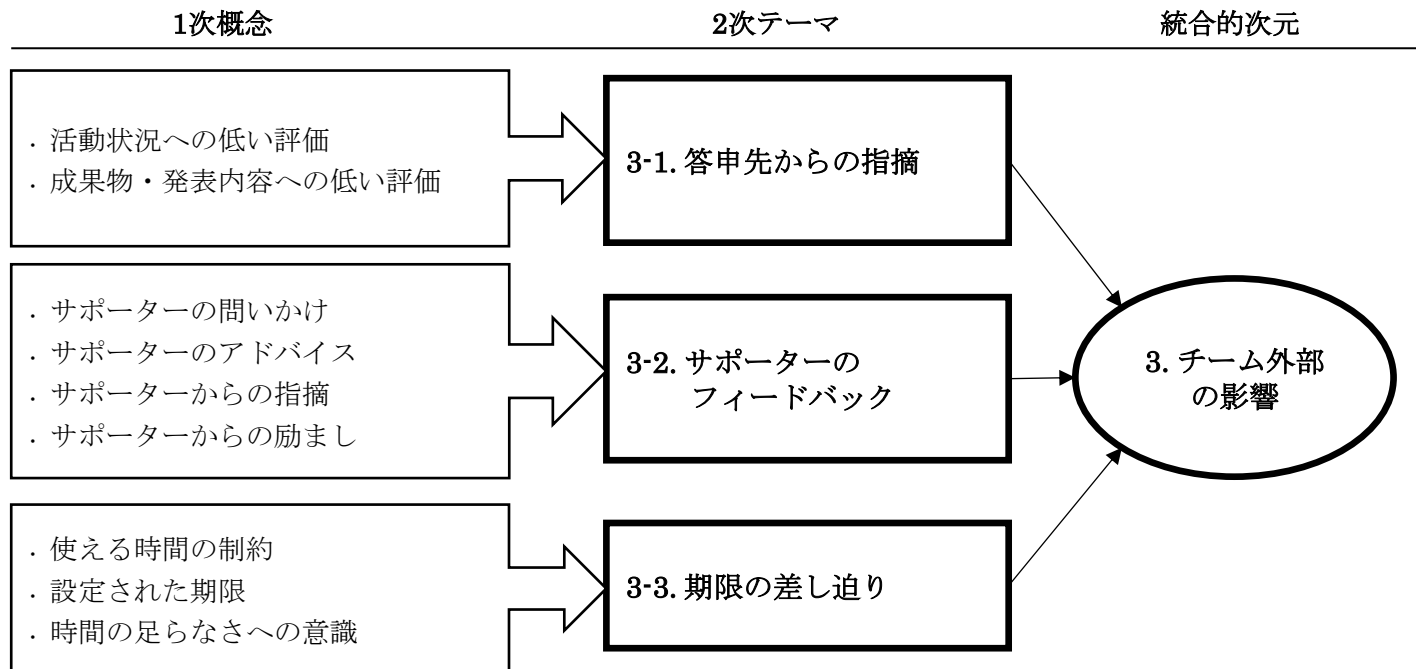 1次概念
2次テーマ
統合的次元
. 活動状況への低い評価
. 成果物・発表内容への低い評価
3-1. 答申先からの指摘
. サポーターの問いかけ
. サポーターのアドバイス
. サポーターからの指摘
. サポーターからの励まし
3-2. サポーターの
フィードバック
3. チーム外部
の影響
. 使える時間の制約
. 設定された期限
. 時間の足らなさへの意識
3-3. 期限の差し迫り